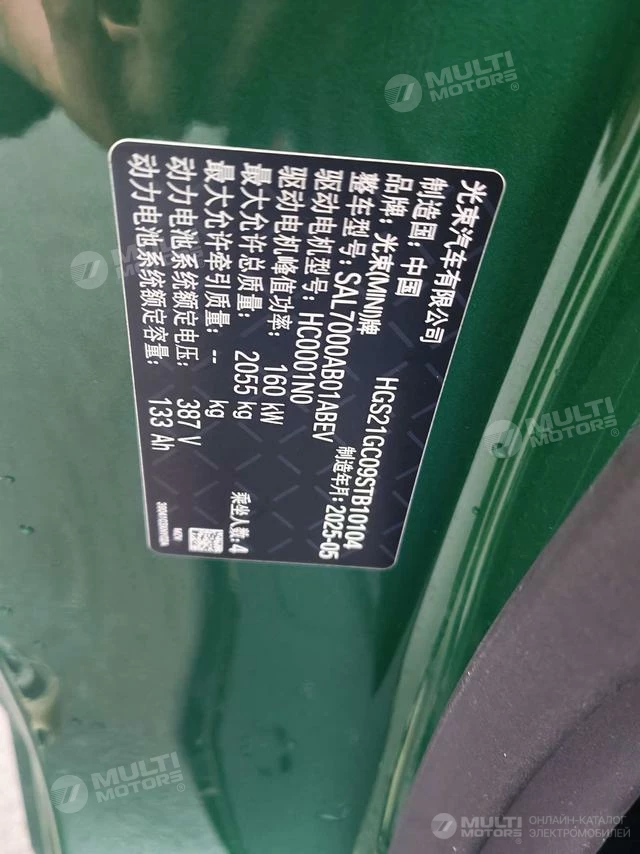 光束汽车有限公司
制造国: 中国 HGS21GC09STB10104
品牌: 光束(MINI)牌 制造年月: 2025-05
整车型号: SAL7000AB01ABEV
驱动电机型号: HC0001N0
驱动电机峰值功率: 160 kW
最大允许总质量: 2055 kg 乘坐人数: 4
最大允许牵引质量: -- kg
动力电池系统额定电压: 387 V
动力电池系统额定容量: 133 Ah
MULTI MOTORS
MULTI MOTORS
MULTI MOTORS
MULTI MOTORS
MULTI MOTORS
MULTI MOTORS
ОНЛАЙН-КАТАЛОГ
ЭЛЕКТРОМОБИЛЕЙ